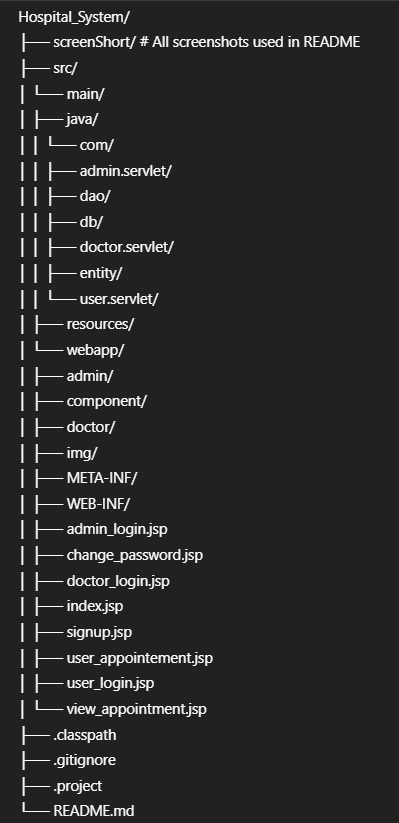 Hospital_System/
├── screenShort/ # All screenshots used in README
├── src/
│ └── main/
│ ├── java/
│ │ └── com/
│ │ ├── admin.servlet/
│ │ ├── dao/
│ │ ├── db/
│ │ ├── doctor.servlet/
│ │ ├── entity/
│ │ └── user.servlet/
│ ├── resources/
│ └── webapp/
│ ├── admin/
│ ├── component/
│ ├── doctor/
│ ├── img/
│ ├── META-INF/
│ ├── WEB-INF/
│ ├── admin_login.jsp
│ ├── change_password.jsp
│ ├── doctor_login.jsp
│ ├── index.jsp
│ ├── signup.jsp
│ ├── user_appointement.jsp
│ ├── user_login.jsp
│ └── view_appointment.jsp
├── .classpath
├── .gitignore
├── .project
└── README.md